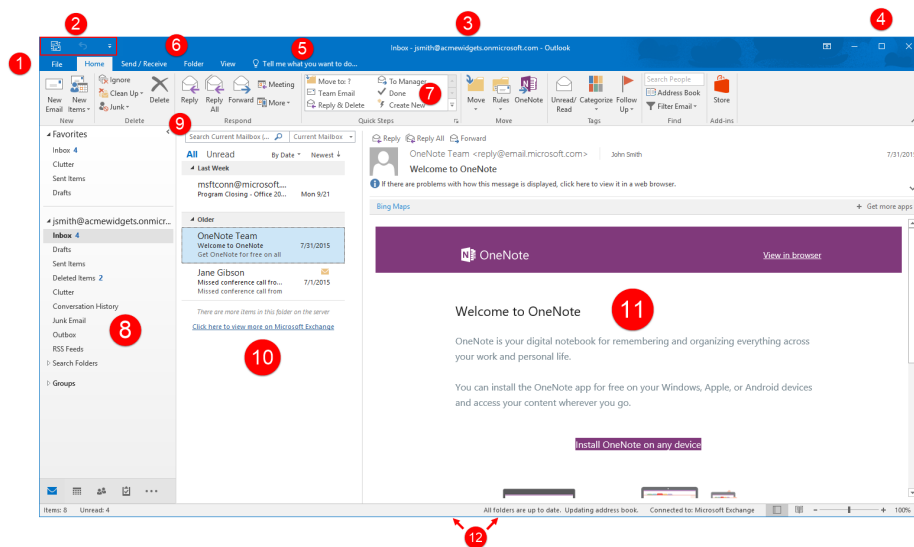 2
3
4
Inbox - jsmith@acmewidgets.onmicrosoft.com - Outlook
1
6
5
File Home Send / Receive Folder View Tell me what you want to do...
Ignore
Clean Up
Junk
Delete
New Email
New Items
Reply
Reply All
Forward
Meeting
More
Move to: ?
Team Email
Reply & Delete
To Manager
Done
Create New
7
Move
Rules
OneNote
Unread/ Read
Categorize
Follow Up
Search People
Address Book
Filter Email
Store
New
Delete
Respond
Quick Steps
Move
Tags
Find
Add-ins
9
Favorites
Inbox 4
Clutter
Sent Items
Drafts
jsmith@acmewidgets.onmicr...
Inbox 4
Drafts
Sent Items
Deleted Items 2
Clutter
Conversation History
Junk Email
Outbox
RSS Feeds
Search Folders
Groups
8
Search Current Mailbox (... Current Mailbox
All Unread By Date Newest ↓
Last Week
msftconn@microsoft....
Program Closing - Office 20... Mon 9/21
Older
OneNote Team
Welcome to OneNote 7/31/2015
Get OneNote for free on all
Jane Gibson
Missed conference call fro... 7/1/2015
Missed conference call from
There are more items in this folder on the server
Click here to view more on Microsoft Exchange
10
Reply Reply All Forward
OneNote Team <reply@email.microsoft.com> John Smith 7/31/2015
Welcome to OneNote
If there are problems with how this message is displayed, click here to view it in a web browser.
Bing Maps + Get more apps
N OneNote View in browser
Welcome to OneNote
11
OneNote is your digital notebook for remembering and organizing everything across
your work and personal life.
You can install the OneNote app for free on your Windows, Apple, or Android devices
and access your content wherever you go.
Install OneNote on any device
Items: 8 Unread: 4 All folders are up to date. Updating address book. Connected to: Microsoft Exchange 100%
12